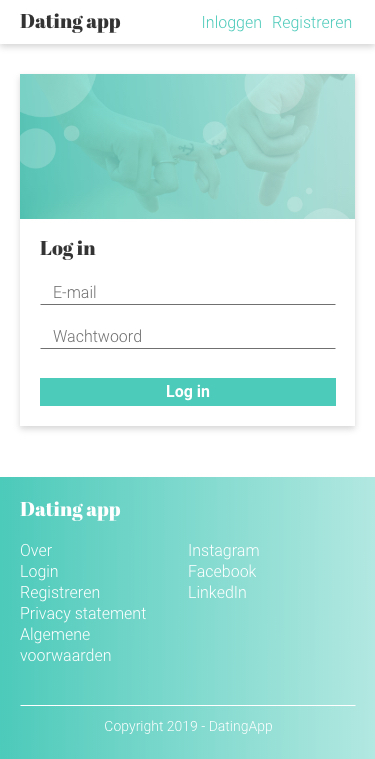 Dating app
Inloggen Registreren
Log in
E-mail
Wachtwoord
Log in
Dating app
Over
Login
Registreren
Privacy statement
Algemene
voorwaarden
Instagram
Facebook
LinkedIn
Copyright 2019 - DatingApp